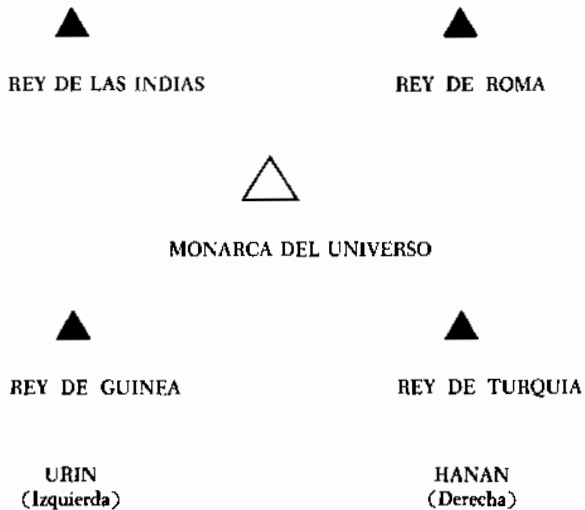 REY DE LAS INDIAS
REY DE ROMA
MONARCA DEL UNIVERSO
REY DE GUINEA
REY DE TURQUIA
URIN
(Izquierda)
HANAN
(Derecha)